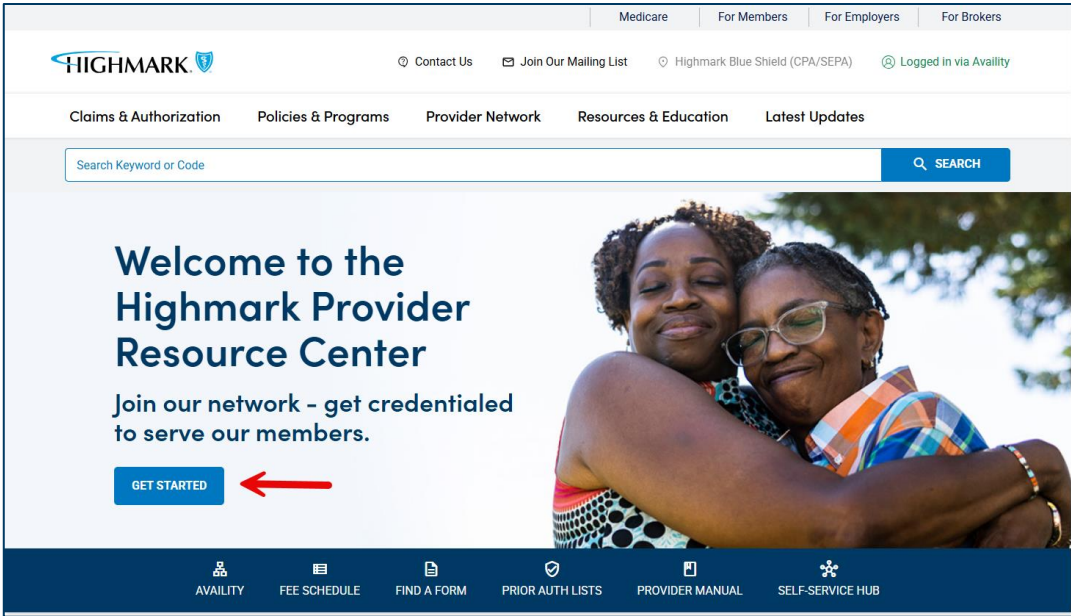 Medicare For Members For Employers For Brokers
HIGHMARK
Contact Us Join Our Mailing List Highmark Blue Shield (CPA/SEPA) Logged in via Availity
Claims & Authorization Policies & Programs Provider Network Resources & Education Latest Updates
Search Keyword or Code SEARCH
Welcome to the
Highmark Provider
Resource Center
Join our network - get credentialed
to serve our members.
GET STARTED
AVAILITY FEE SCHEDULE FIND A FORM PRIOR AUTH LISTS PROVIDER MANUAL SELF-SERVICE HUB